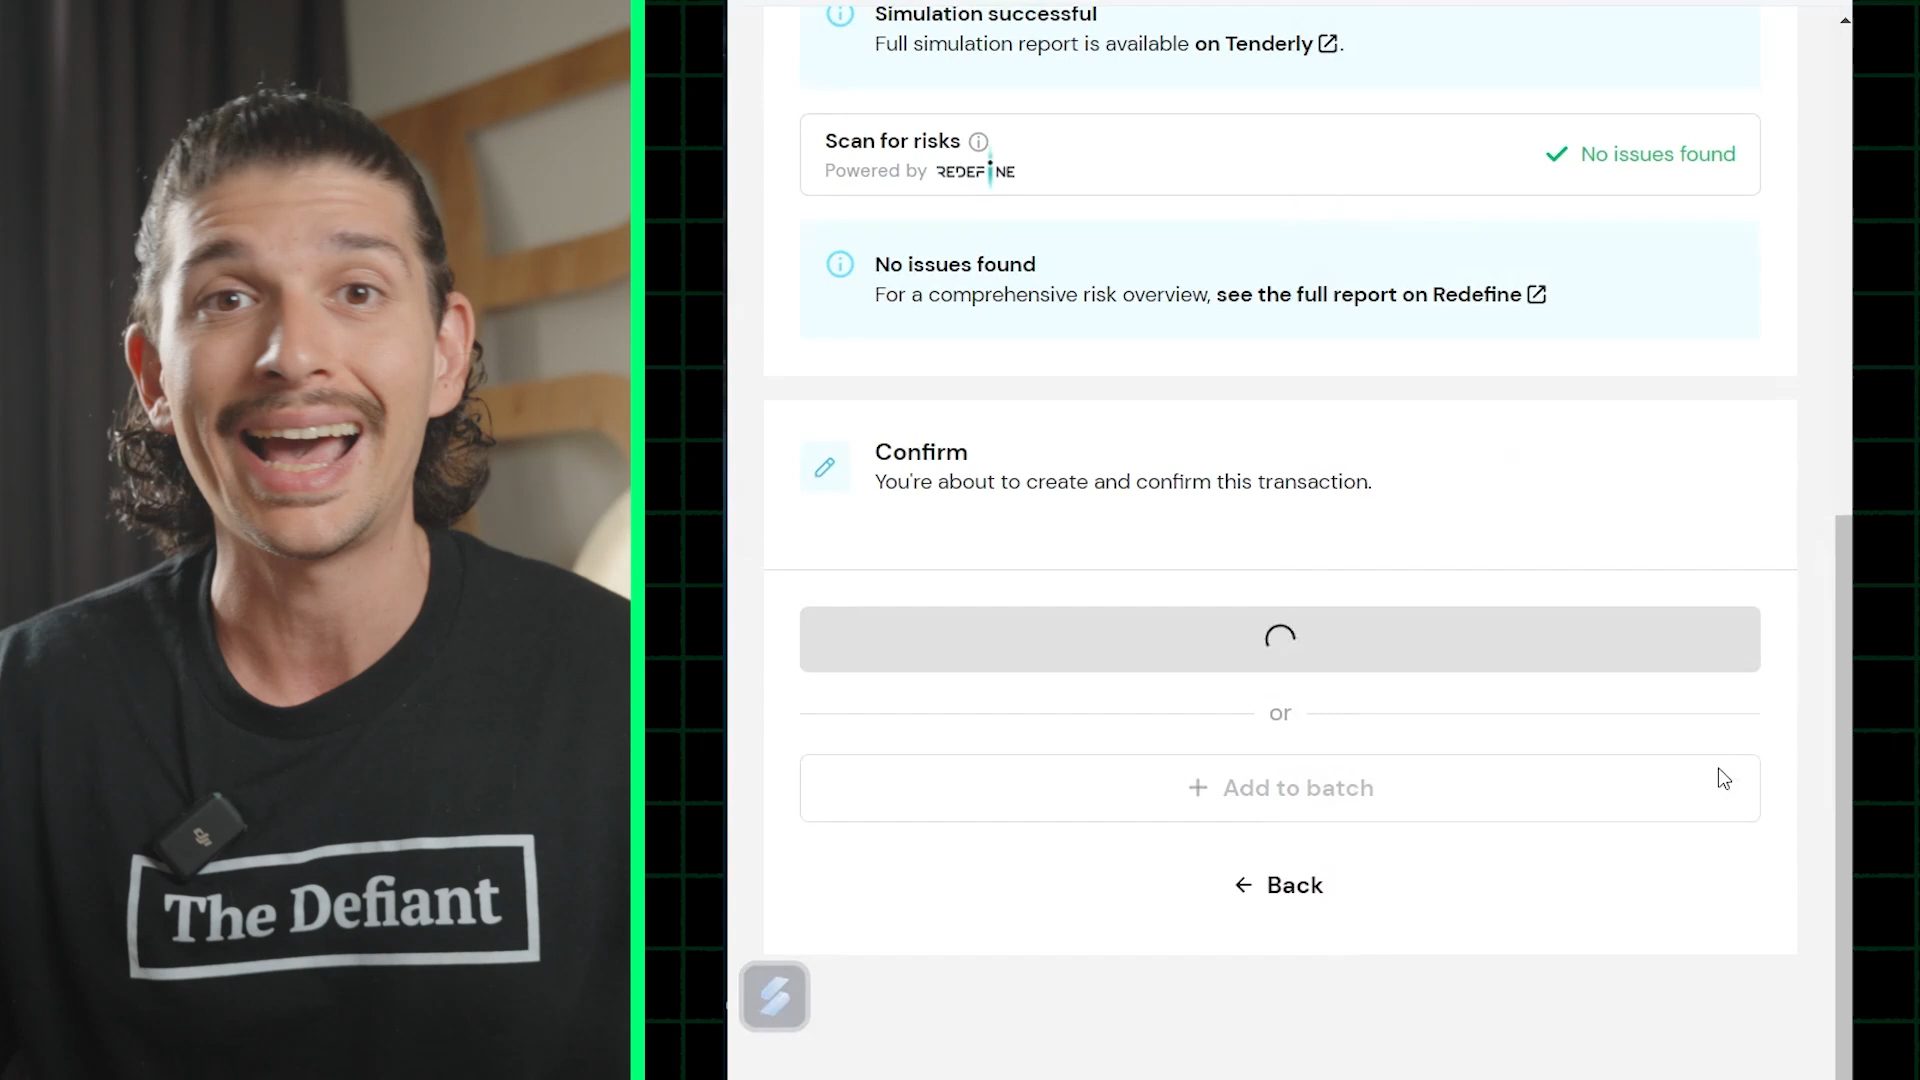 Simulation successful
Full simulation report is available on Tenderly.
Scan for risks
Powered by REDEFINE
No issues found
No issues found
For a comprehensive risk overview, see the full report on Redefine
Confirm
You're about to create and confirm this transaction.
or
+ Add to batch
← Back
The Defiant